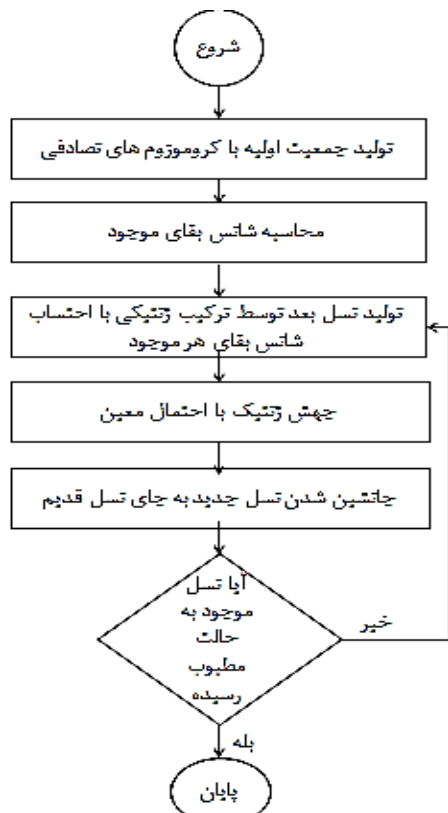 شروع
تولید جمعیت اولیه با کروموزوم های تصادفی
محاسبه شانس بقای موجود
تولید نسل بعد توسط ترکیب ژنتیکی با احتساب
شانس بقای هر موجود
جهش ژنتیک با احتمال معین
جانشین شدن نسل جدید به جای نسل قدیم
آیا نسل
موجود به
حالت
مطبوب
رسیده
خیر
بله
پایان